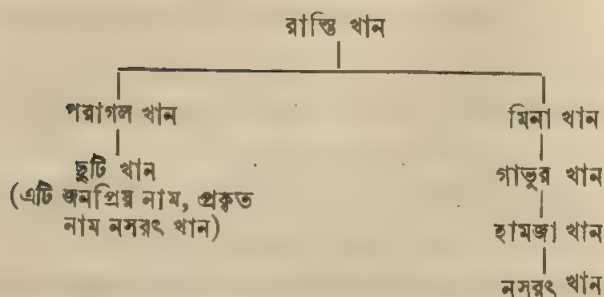 রাস্তি খান
পরাগল খান
মিনা খান
ছুটি খান
গাভুর খান
(এটি জনপ্রিয় নাম, প্রকৃত
নাম নসরৎ খান)
হামজা খান
নসরৎ খান